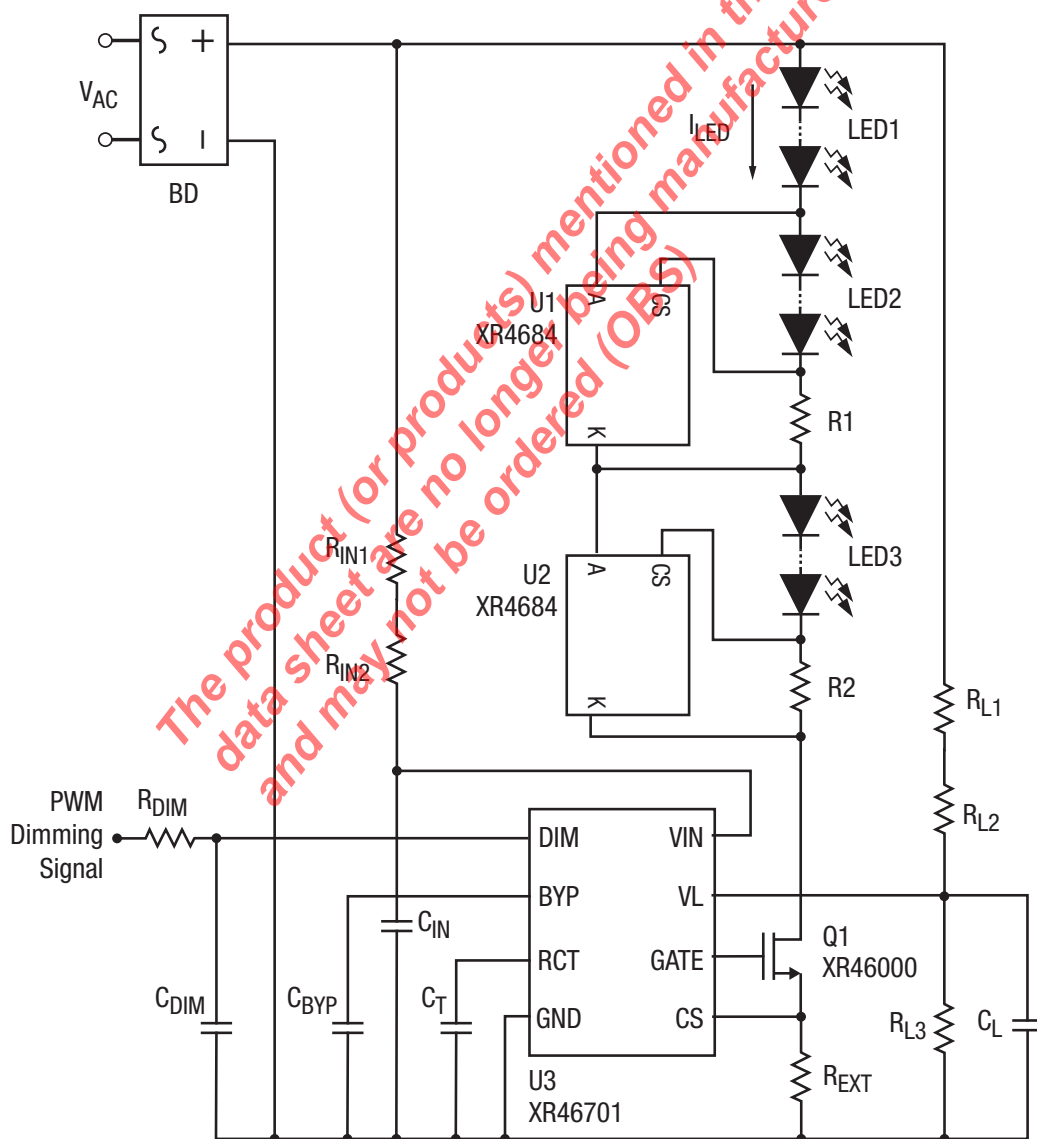 The product (or products) mentioned in th
data sheet are no longer being manufacture
and may not be ordered (OBS)
V_AC
BD
I_LED
LED1
LED2
A
CS
U1
XR4684
K
R1
LED3
A
CS
U2
XR4684
K
R2
R_IN1
R_IN2
R_L1
R_L2
PWM
Dimming
Signal
R_DIM
DIM
VIN
BYP
VL
C_IN
RCT
GATE
Q1
XR46000
C_DIM
C_BYP
C_T
GND
CS
R_L3
C_L
U3
XR46701
R_EXT